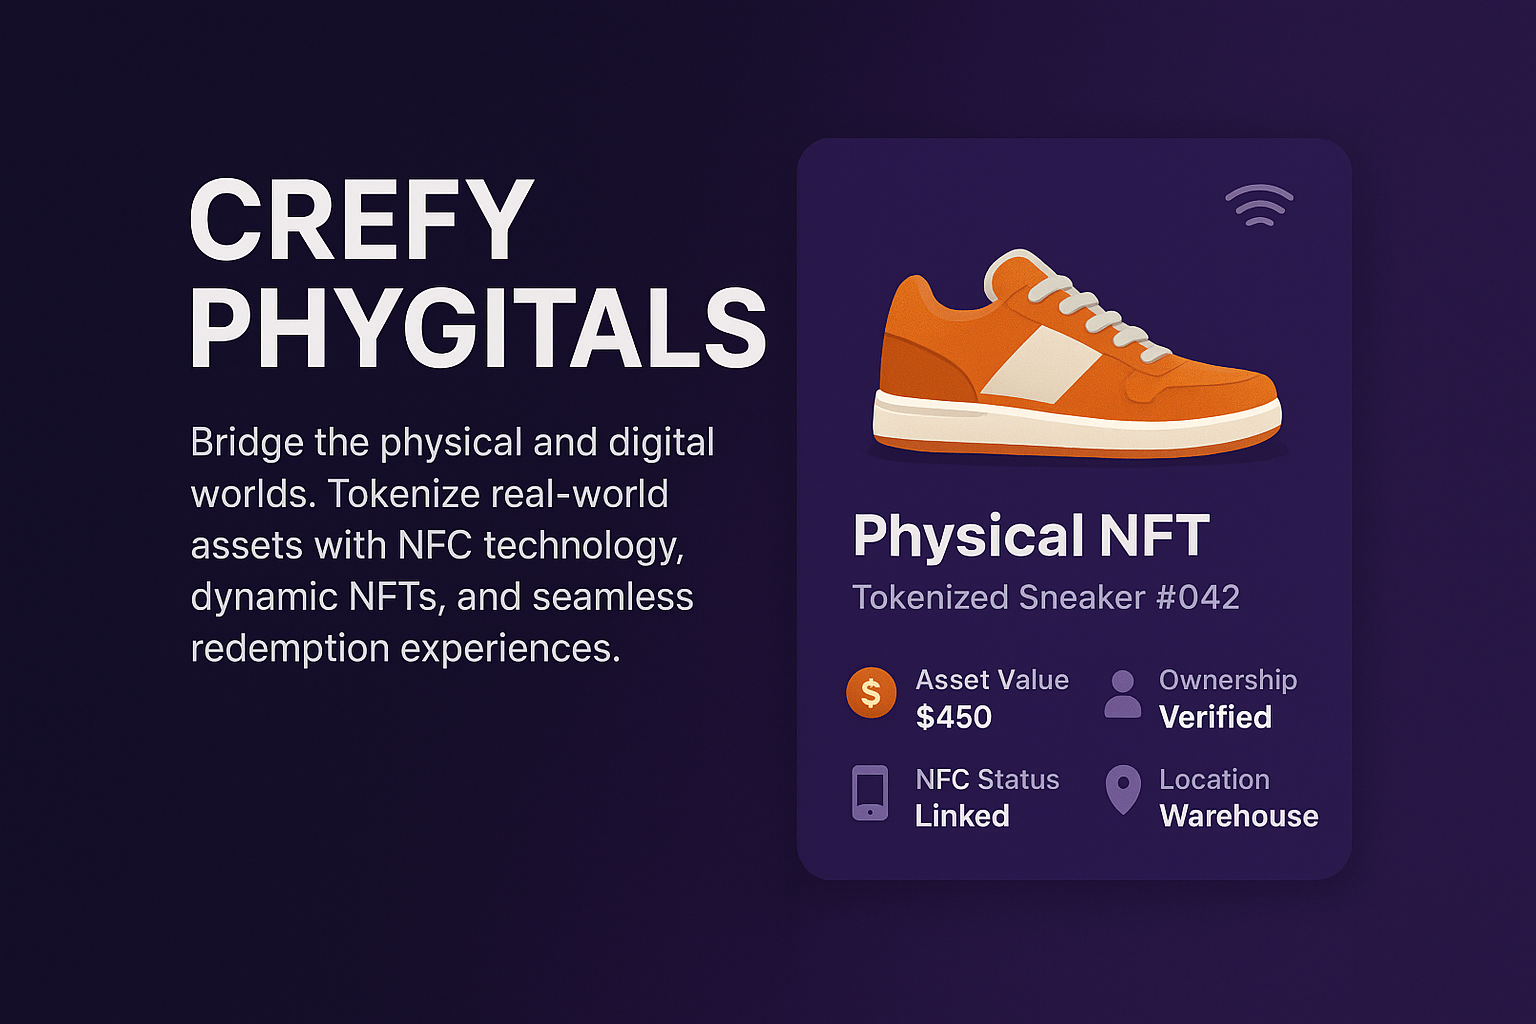 CREFY
PHYGITALS
Bridge the physical and digital
worlds. Tokenize real-world
assets with NFC technology,
dynamic NFTs, and seamless
redemption experiences.
Physical NFT
Tokenized Sneaker #042
$
Asset Value
$450
Ownership
Verified
NFC Status
Linked
Location
Warehouse